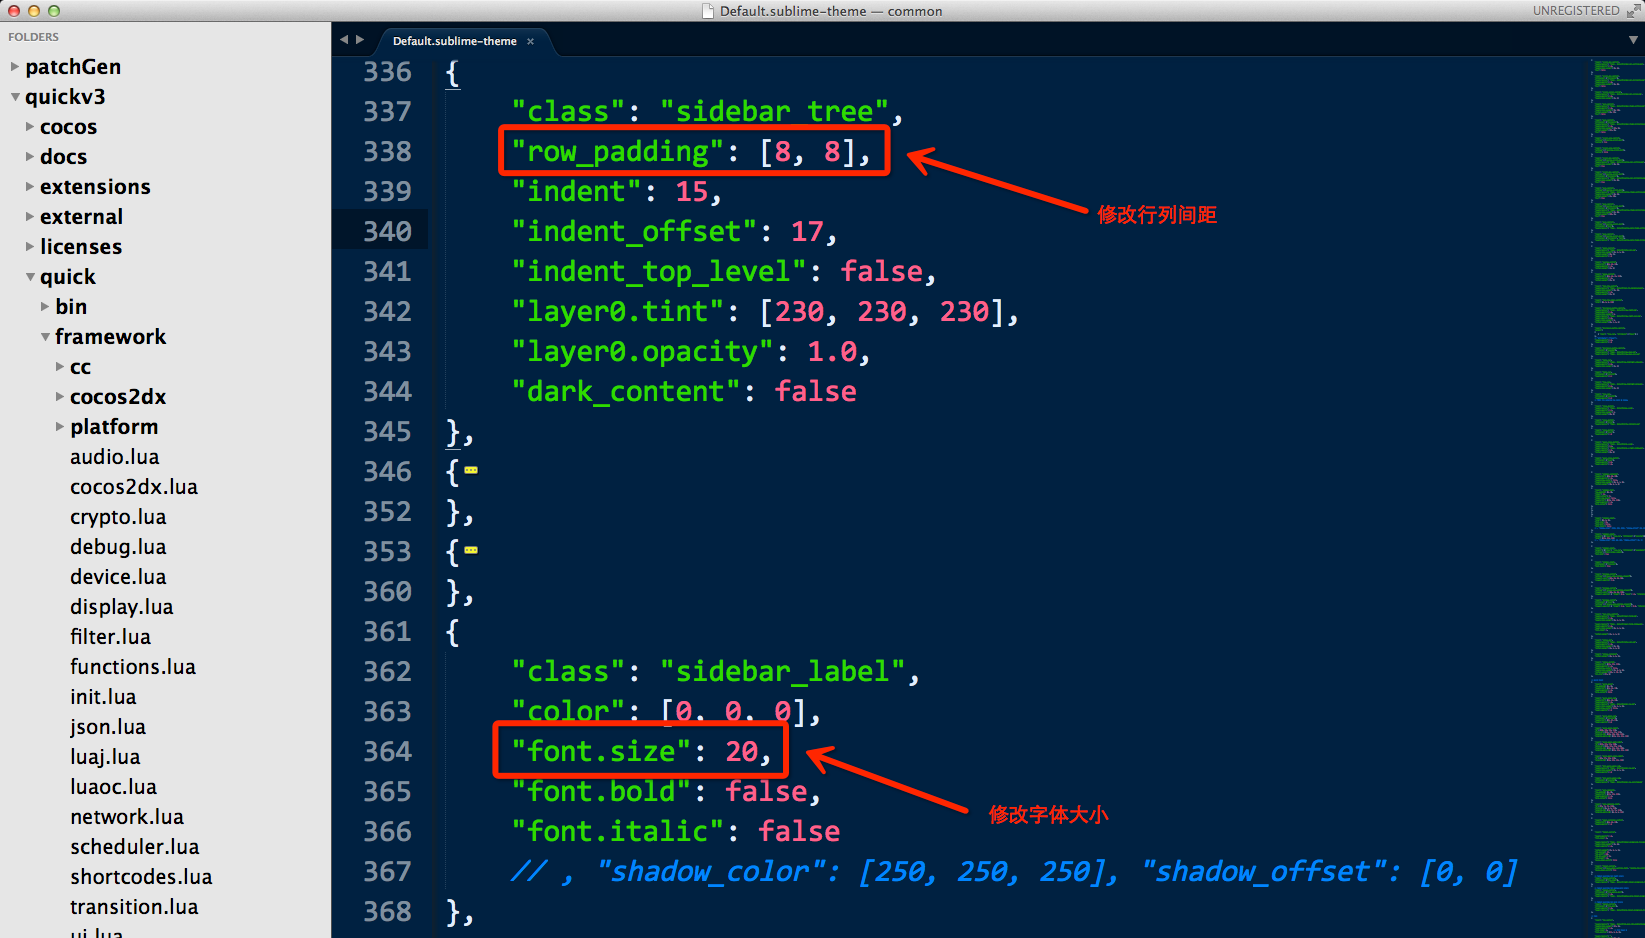 Default.sublime-theme — common
UNREGISTERED
FOLDERS
patchGen
quickv3
cocos
docs
extensions
external
licenses
quick
bin
framework
cc
cocos2dx
platform
audio.lua
cocos2dx.lua
crypto.lua
debug.lua
device.lua
display.lua
filter.lua
functions.lua
init.lua
json.lua
luaj.lua
luaoc.lua
network.lua
scheduler.lua
shortcodes.lua
transition.lua
ui.lua
Default.sublime-theme ×
336 {
337 "class": "sidebar_tree",
338 "row_padding": [8, 8],
修改行列间距
339 "indent": 15,
340 "indent_offset": 17,
341 "indent_top_level": false,
342 "layer0.tint": [230, 230, 230],
343 "layer0.opacity": 1.0,
344 "dark_content": false
345 },
346 {
352 },
353 {
360 },
361 {
362 "class": "sidebar_label",
363 "color": [0, 0, 0],
364 "font.size": 20,
修改字体大小
365 "font.bold": false,
366 "font.italic": false
367 // , "shadow_color": [250, 250, 250], "shadow_offset": [0, 0]
368 },